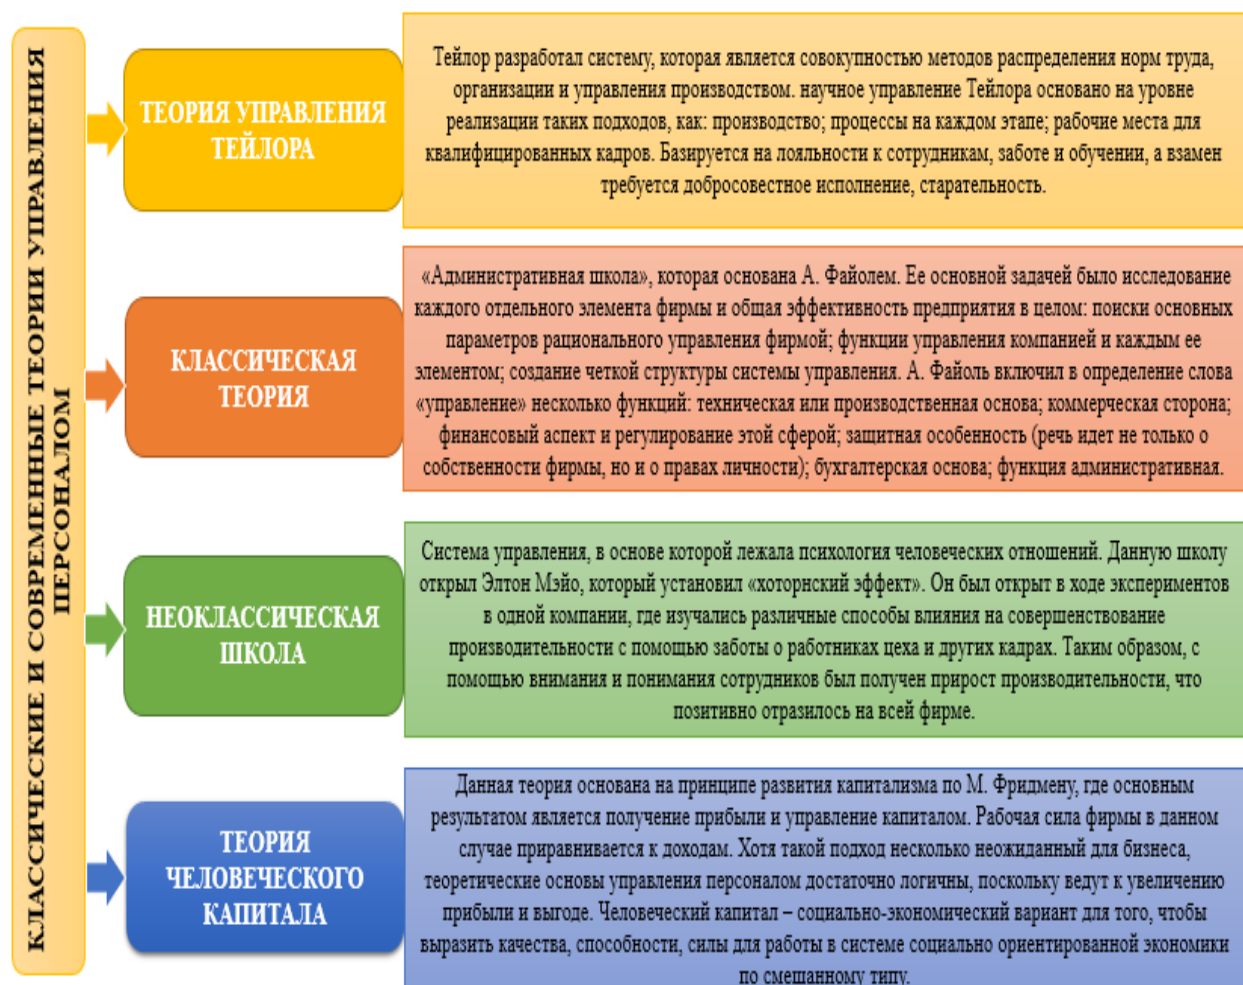 КЛАССИЧЕСКИЕ И СОВРЕМЕННЫЕ ТЕОРИИ УПРАВЛЕНИЯ
ПЕРСОНАЛОМ
ТЕОРИЯ УПРАВЛЕНИЯ
ТЕЙЛОРА
Тейлор разработал систему, которая является совокупностью методов распределения норм труда,
организации и управления производством. научное управление Тейлора основано на уровне
реализации таких подходов, как: производство; процессы на каждом этапе; рабочие места для
квалифицированных кадров. Базируется на лояльности к сотрудникам, заботе и обучении, а взамен
требуется добросовестное исполнение, старательность.
КЛАССИЧЕСКАЯ
ТЕОРИЯ
«Административная школа», которая основана А. Файолем. Ее основной задачей было исследование
каждого отдельного элемента фирмы и общая эффективность предприятия в целом: поиски основных
параметров рационального управления фирмой; функции управления компанией и каждым ее
элементом; создание четкой структуры системы управления. А. Файоль включил в определение слова
«управление» несколько функций: техническая или производственная основа; коммерческая сторона;
финансовый аспект и регулирование этой сферой; защитная особенность (речь идет не только о
собственности фирмы, но и о правах личности); бухгалтерская основа; функция административная.
НЕОКЛАССИЧЕСКАЯ
ШКОЛА
Система управления, в основе которой лежала психология человеческих отношений. Данную школу
открыл Элтон Мэйо, который установил «хоторнский эффект». Он был открыт в ходе экспериментов
в одной компании, где изучались различные способы влияния на совершенствование
производительности с помощью заботы о работниках цеха и других кадрах. Таким образом, с
помощью внимания и понимания сотрудников был получен прирост производительности, что
позитивно отразилось на всей фирме.
ТЕОРИЯ
ЧЕЛОВЕЧЕСКОГО
КАПИТАЛА
Данная теория основана на принципе развития капитализма по М. Фридмену, где основным
результатом является получение прибыли и управление капиталом. Рабочая сила фирмы в данном
случае приравнивается к доходам. Хотя такой подход несколько неожиданный для бизнеса,
теоретические основы управления персоналом достаточно логичны, поскольку ведут к увеличению
прибыли и выгоде. Человеческий капитал – социально-экономический вариант для того, чтобы
выразить качества, способности, силы для работы в системе социально ориентированной экономики
по смешанному типу.